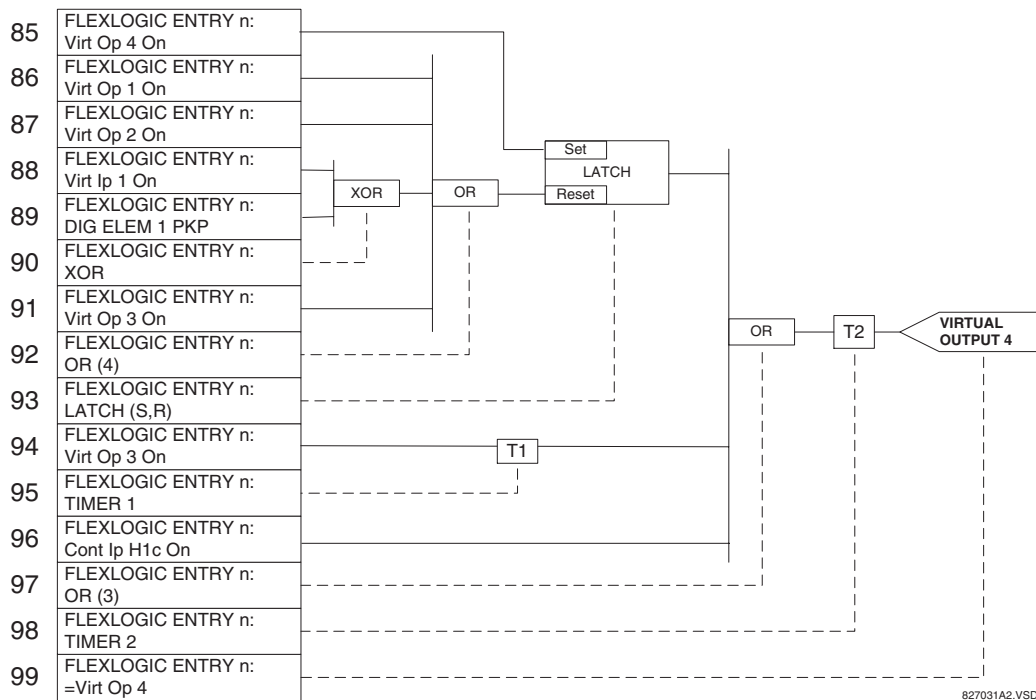 85
FLEXLOGIC ENTRY n:
Virt Op 4 On
86
FLEXLOGIC ENTRY n:
Virt Op 1 On
87
FLEXLOGIC ENTRY n:
Virt Op 2 On
88
FLEXLOGIC ENTRY n:
Virt Ip 1 On
89
FLEXLOGIC ENTRY n:
DIG ELEM 1 PKP
90
FLEXLOGIC ENTRY n:
XOR
91
FLEXLOGIC ENTRY n:
Virt Op 3 On
92
FLEXLOGIC ENTRY n:
OR (4)
93
FLEXLOGIC ENTRY n:
LATCH (S,R)
94
FLEXLOGIC ENTRY n:
Virt Op 3 On
95
FLEXLOGIC ENTRY n:
TIMER 1
96
FLEXLOGIC ENTRY n:
Cont Ip H1c On
97
FLEXLOGIC ENTRY n:
OR (3)
98
FLEXLOGIC ENTRY n:
TIMER 2
99
FLEXLOGIC ENTRY n:
=Virt Op 4
XOR
OR
Set
LATCH
Reset
T1
OR
T2
VIRTUAL
OUTPUT 4
827031A2.VSD